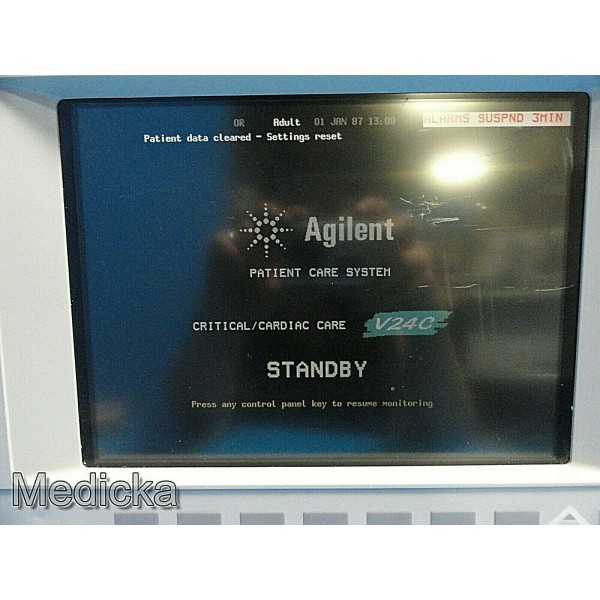 OR Adult 01 JAN 87 13:00 ALARMS SUSPND 3MIN
Patient data cleared - Settings reset
Agilent
PATIENT CARE SYSTEM
CRITICAL/CARDIAC CARE V24C
STANDBY
Press any control panel key to resume monitoring
Medicka